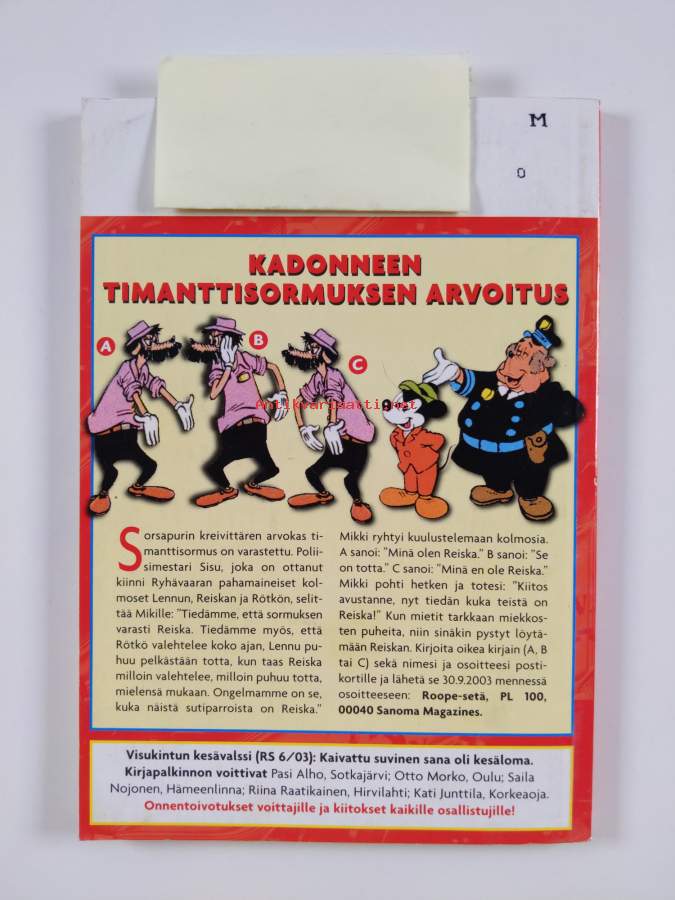 M
O
KADONNEEN
TIMANTTISORMUKSEN ARVOITUS
A
B
C
Antikvariaatti.net
Sorsapurin kreivittären arvokas ti-
manttisormus on varastettu. Polii-
simestari Sisu, joka on ottanut
kiinni Ryhävaaran pahamaineiset kol-
moset Lennun, Reiskan ja Rötkön, selit-
tää Mikille: "Tiedämme, että sormuksen
varasti Reiska. Tiedämme myös, että
Rötkö valehtelee koko ajan, Lennu pu-
huu pelkästään totta, kun taas Reiska
milloin valehtelee, milloin puhuu totta,
mielensä mukaan. Ongelmamme on se,
kuka näistä sutiparroista on Reiska."
Mikki ryhtyi kuulustelemaan kolmosia.
A sanoi: "Minä olen Reiska." B sanoi: "Se
on totta." C sanoi: "Minä en ole Reiska."
Mikki pohti hetken ja totesi: "Kiitos
avustanne, nyt tiedän kuka teistä on
Reiska!" Kun mietit tarkkaan miekkos-
ten puheita, niin sinäkin pystyt löytä-
mään Reiskan. Kirjoita oikea kirjain (A, B
tai C) sekä nimesi ja osoitteesi posti-
kortille ja lähetä se 30.9.2003 mennessä
osoitteeseen: Roope-setä, PL 100,
00040 Sanoma Magazines.
Visukintun kesävalssi (RS 6/03): Kaivattu suvinen sana oli kesäloma.
Kirjapalkinnon voittivat Pasi Alho, Sotkajärvi; Otto Morko, Oulu; Saila
Nojonen, Hämeenlinna; Riina Raatikainen, Hirvilahti; Kati Junttila, Korkeaoja.
Onnentoivotukset voittajille ja kiitokset kaikille osallistujille!